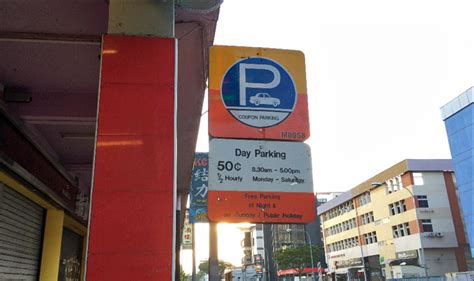 P
COUPON PARKING
M0058
Day Parking
50¢ 8.30am - 5.00pm
½ Hourly Monday - Saturday
Free Parking
at Night &
on Sunday / Public Holiday